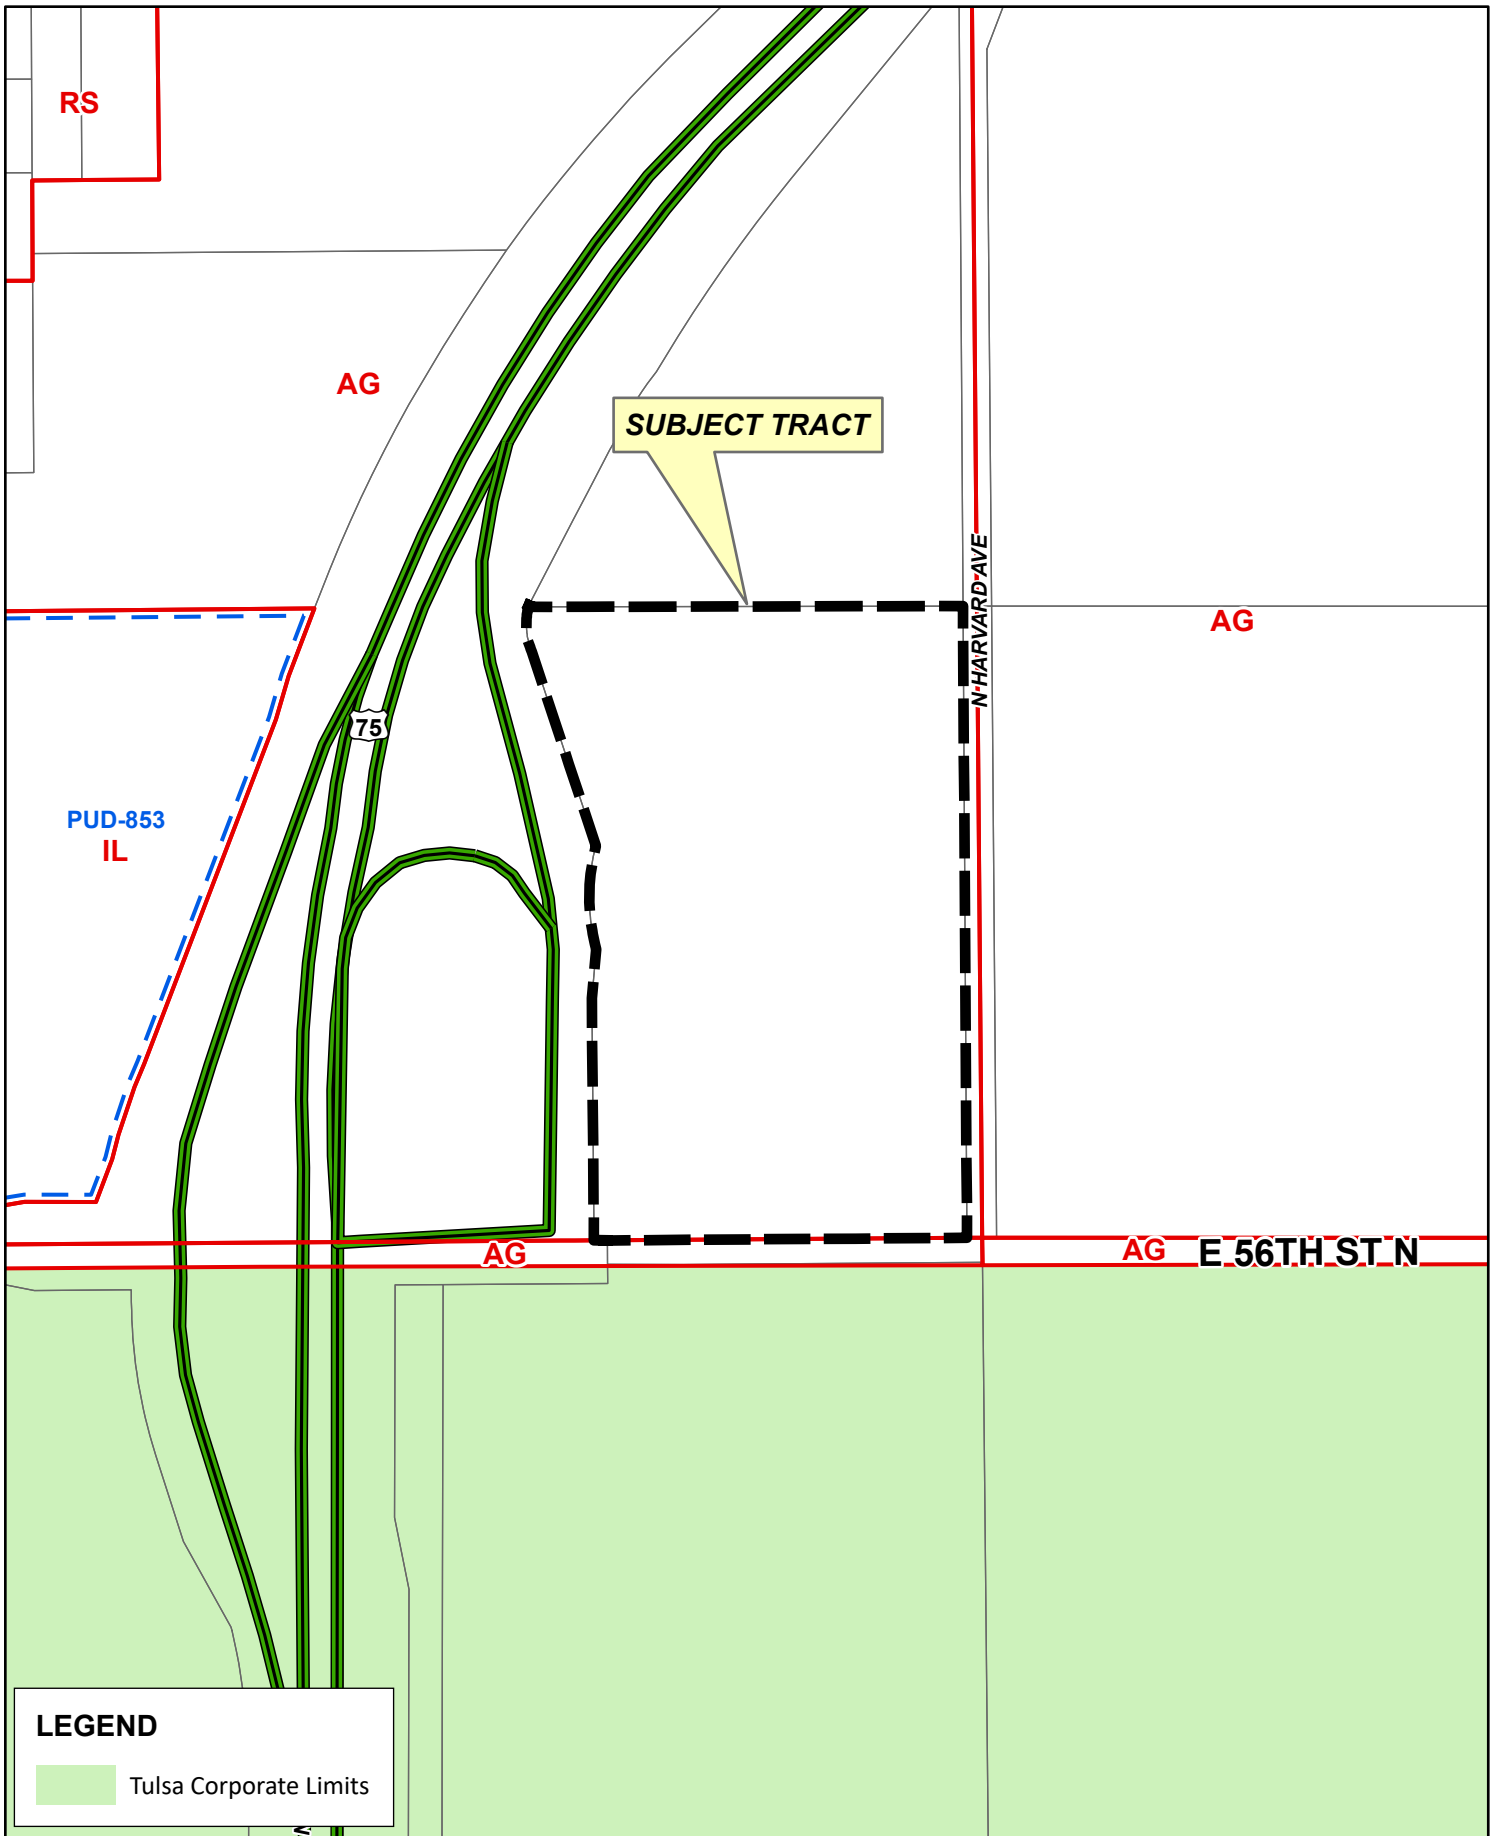 RS
AG
SUBJECT TRACT
N HARVARD AVE
AG
75
PUD-853
IL
AG
AG
E 56TH ST N
LEGEND
Tulsa Corporate Limits